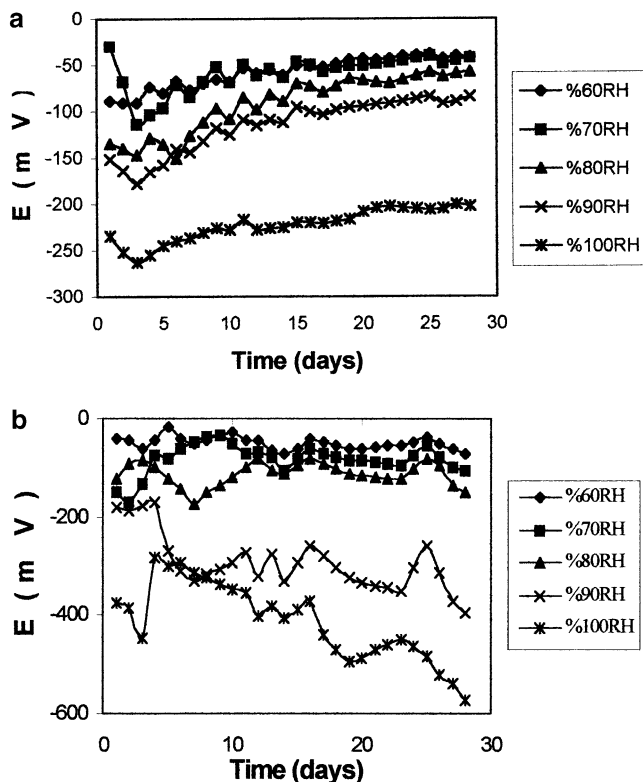 a
0
-50
-100
-150
-200
-250
-300
E ( m V )
0 5 10 15 20 25 30
Time (days)
%60RH
%70RH
%80RH
%90RH
%100RH
b
0
-200
-400
-600
E ( m V )
0 10 20 30
Time (days)
%60RH
%70RH
%80RH
%90RH
%100RH